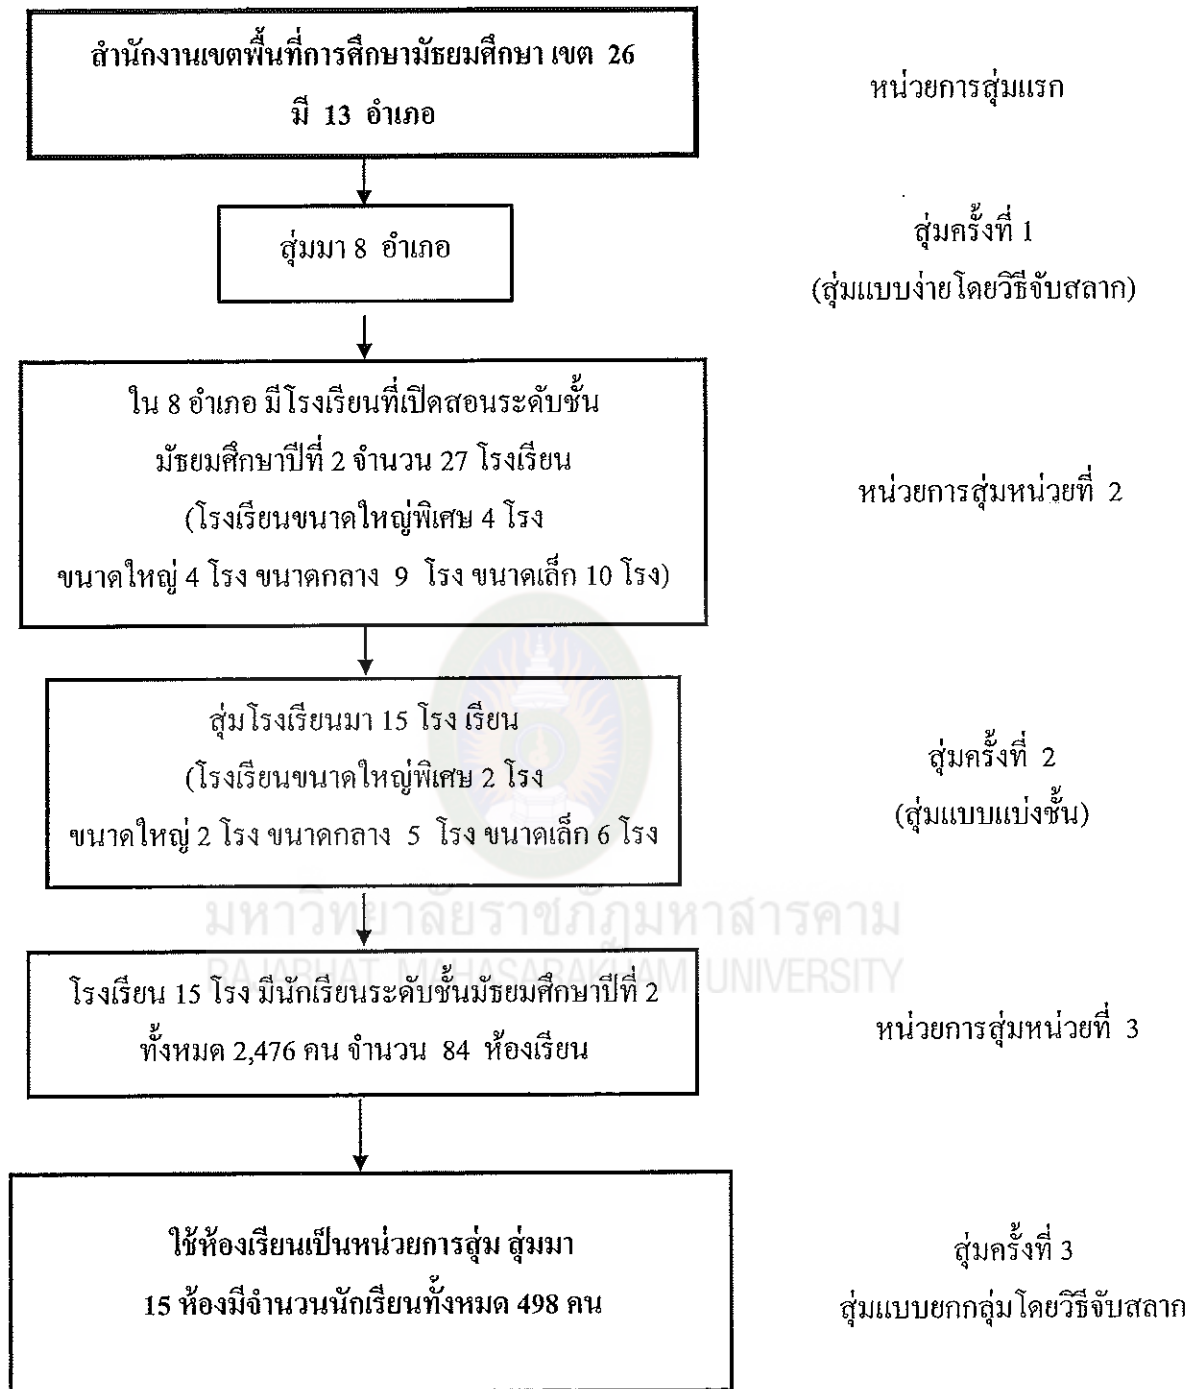 สำนักงานเขตพื้นที่การศึกษามัธยมศึกษา เขต 26
มี 13 อำเภอ
หน่วยการสุ่มแรก
สุ่มมา 8 อำเภอ
สุ่มครั้งที่ 1
(สุ่มแบบง่ายโดยวิธีจับสลาก)
ใน 8 อำเภอ มีโรงเรียนที่เปิดสอนระดับชั้น
มัธยมศึกษาปีที่ 2 จำนวน 27 โรงเรียน
(โรงเรียนขนาดใหญ่พิเศษ 4 โรง
ขนาดใหญ่ 4 โรง ขนาดกลาง 9 โรง ขนาดเล็ก 10 โรง)
หน่วยการสุ่มหน่วยที่ 2
สุ่มโรงเรียนมา 15 โรง เรียน
(โรงเรียนขนาดใหญ่พิเศษ 2 โรง
ขนาดใหญ่ 2 โรง ขนาดกลาง 5 โรง ขนาดเล็ก 6 โรง
สุ่มครั้งที่ 2
(สุ่มแบบแบ่งชั้น)
มหาวิทยาลัยราชภัฏมหาสารคาม
RAJABHAT MAHASARAKHAM UNIVERSITY
โรงเรียน 15 โรง มีนักเรียนระดับชั้นมัธยมศึกษาปีที่ 2
ทั้งหมด 2,476 คน จำนวน 84 ห้องเรียน
หน่วยการสุ่มหน่วยที่ 3
ใช้ห้องเรียนเป็นหน่วยการสุ่ม สุ่มมา
15 ห้องมีจำนวนนักเรียนทั้งหมด 498 คน
สุ่มครั้งที่ 3
สุ่มแบบยกกลุ่มโดยวิธีจับสลาก